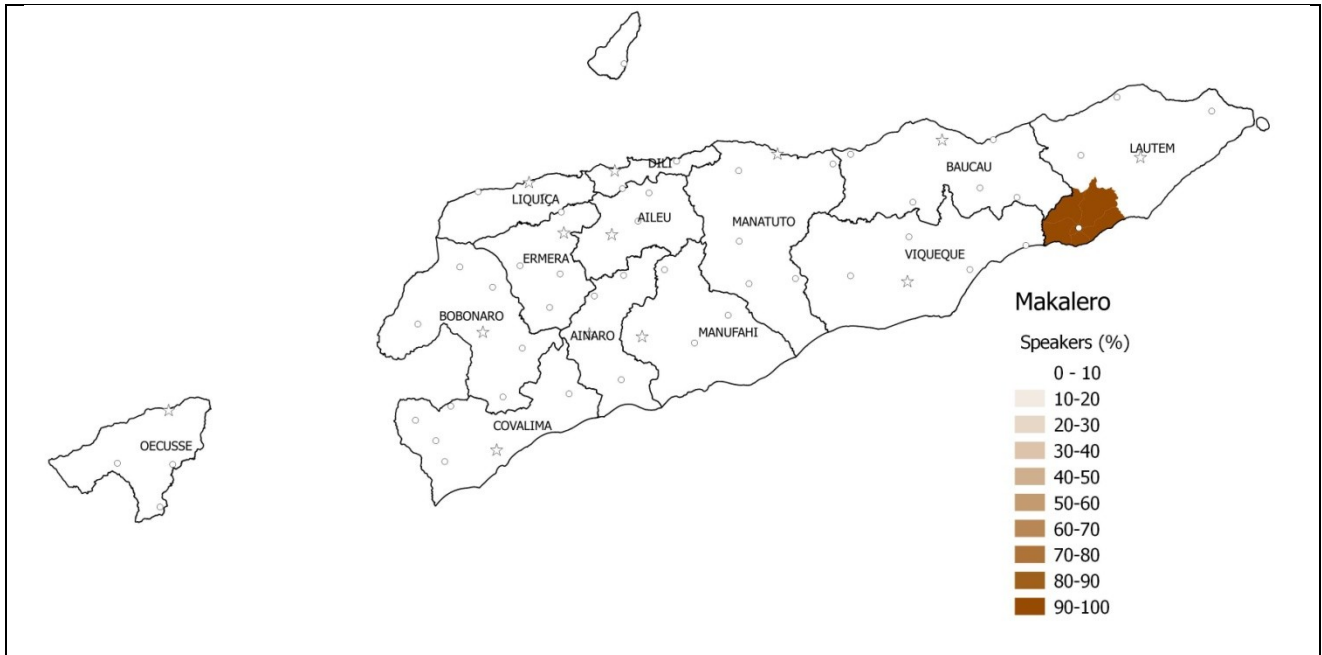 DILI
LAUTEM
BAUCAU
LIQUIÇA
AILEU
MANATUTO
ERMERA
VIQUEQUE
BOBONARO
AINARO
MANUFAHI
COVALIMA
OECUSSE
Makalero
Speakers (%)
0 - 10
10-20
20-30
30-40
40-50
50-60
60-70
70-80
80-90
90-100